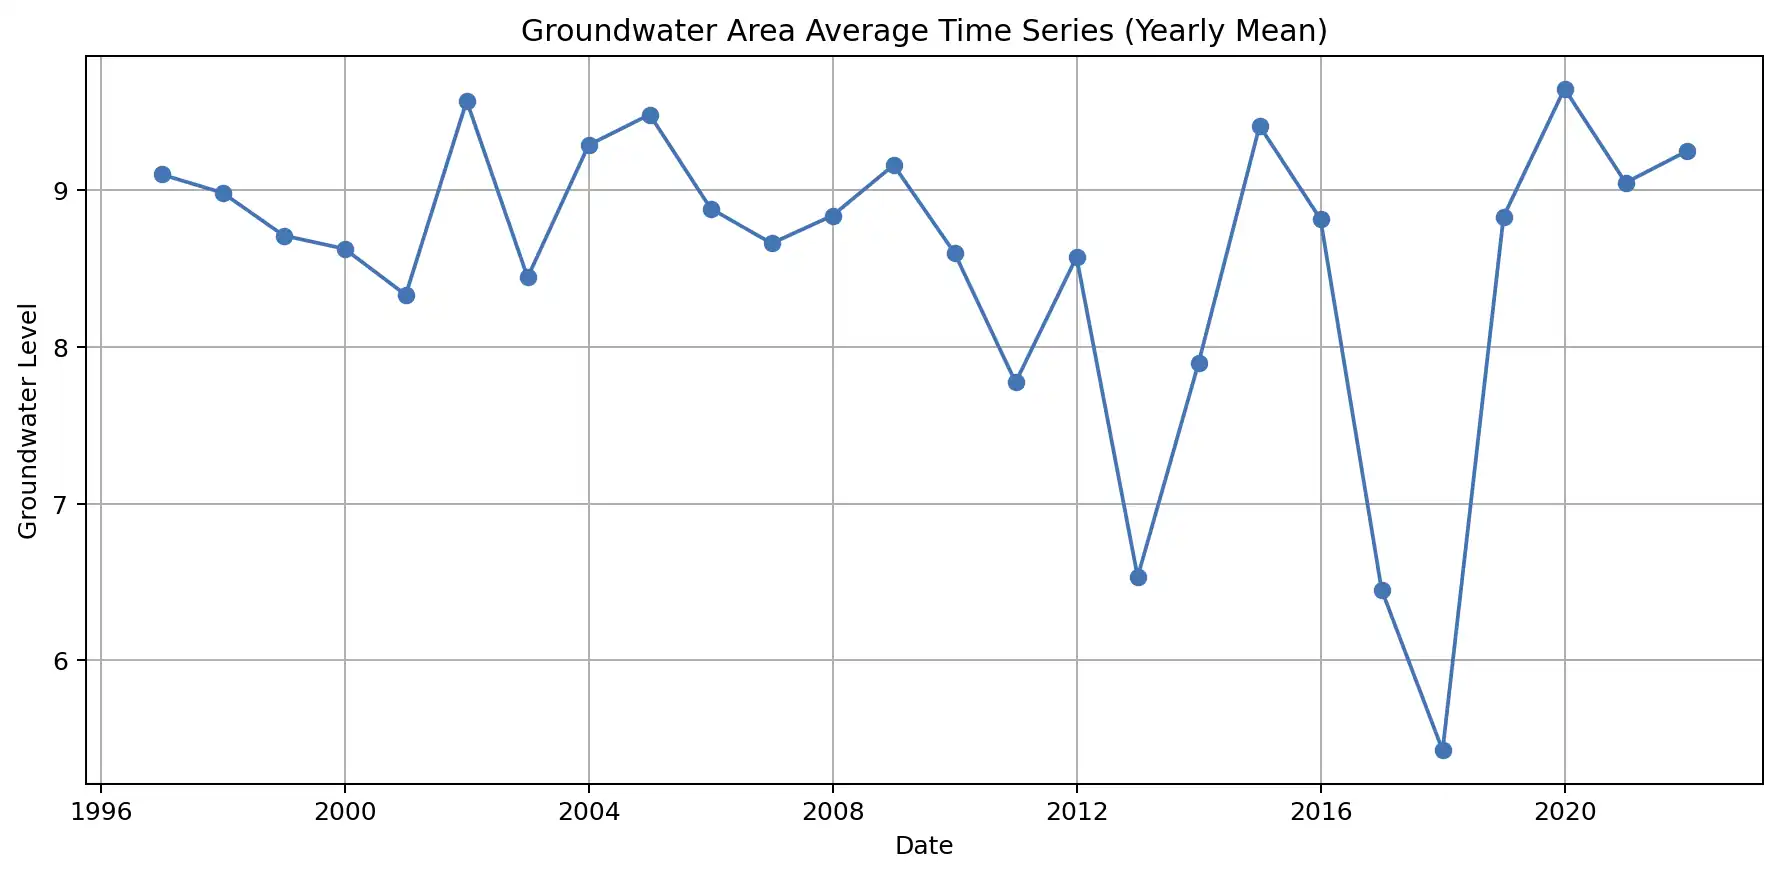 Groundwater Area Average Time Series (Yearly Mean)
Groundwater Level
9
8
7
6
1996 2000 2004 2008 2012 2016 2020
Date